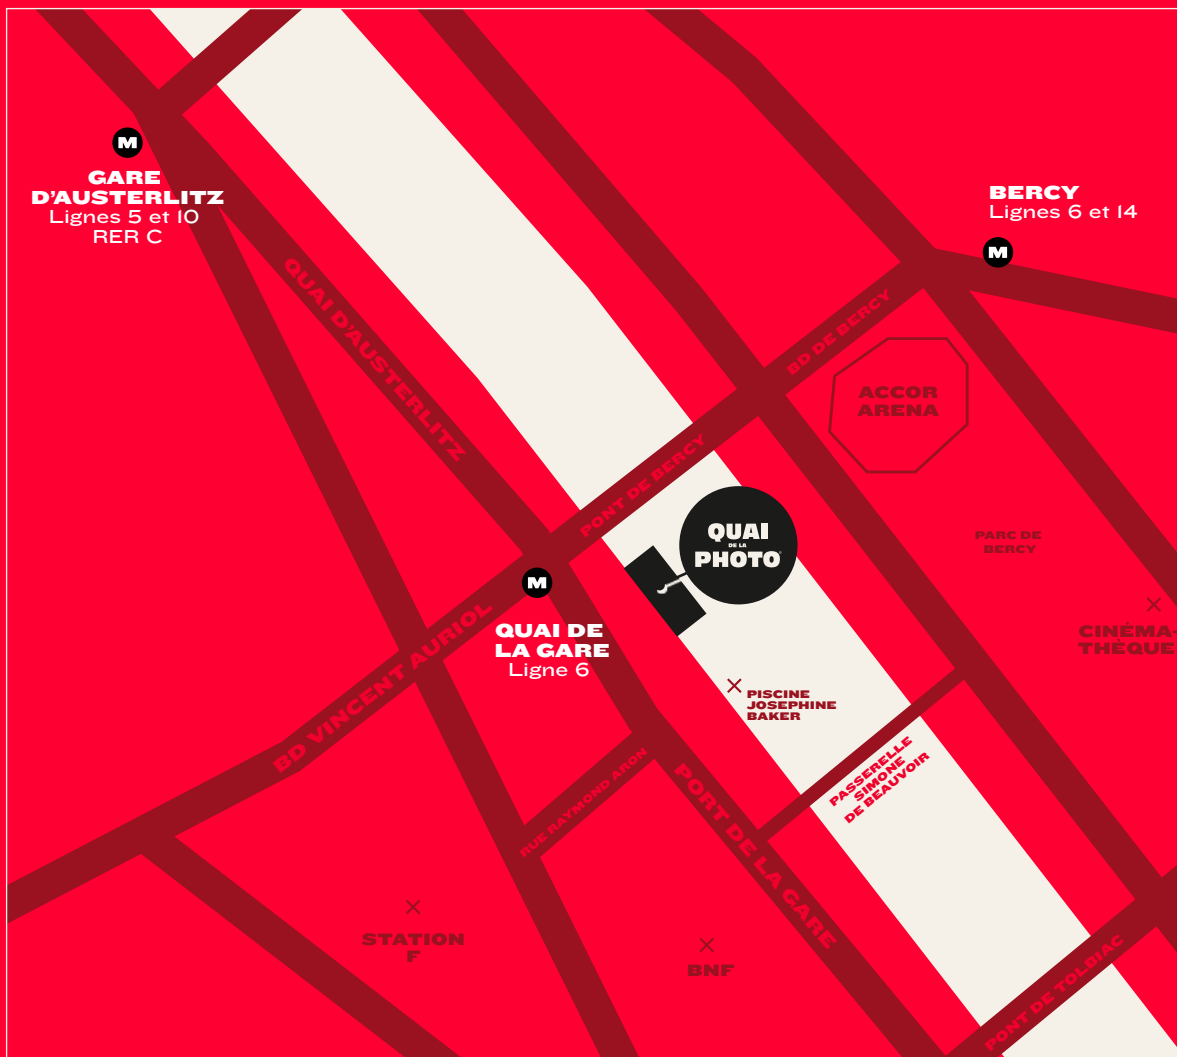 M
GARE
D'AUSTERLITZ
Lignes 5 et 10
RER C
BERCY
Lignes 6 et 14
M
QUAI D'AUSTERLITZ
BD DE BERCY
ACCOR
ARENA
PONT DE BERCY
QUAI
DE LA
PHOTO
PARC DE
BERCY
M
QUAI DE
LA GARE
Ligne 6
CINÉMA-
THÈQUE
BD VINCENT AURIOL
PISCINE
JOSEPHINE
BAKER
PASSERELLE
SIMONE
DE BEAUVOIR
RUE RAYMOND ARON
PORT DE LA GARE
STATION
F
BNF
PONT DE TOLBIAC